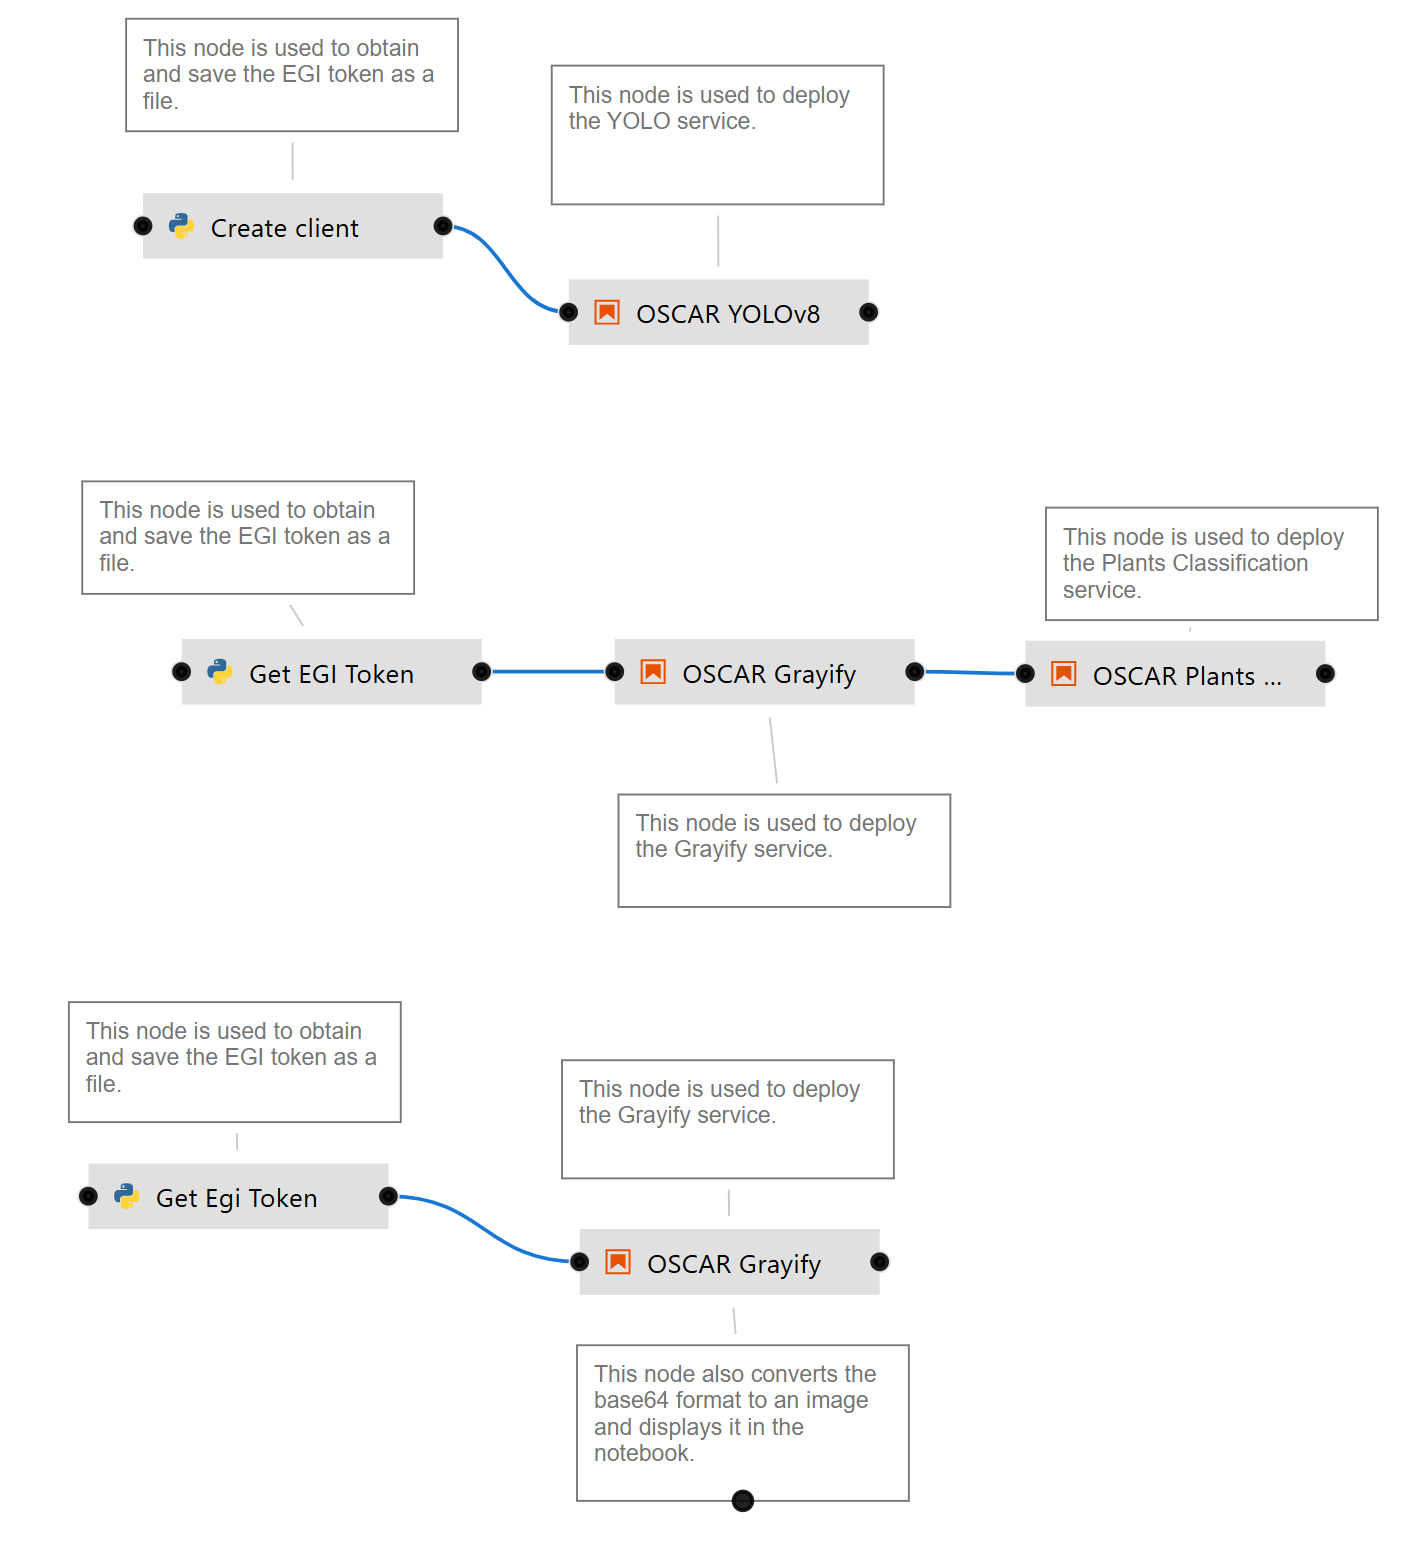 This node is used to obtain
and save the EGI token as a
file.
This node is used to deploy
the YOLO service.
Create client
OSCAR YOLOv8
This node is used to obtain
and save the EGI token as a
file.
This node is used to deploy
the Plants Classification
service.
Get EGI Token
OSCAR Grayify
OSCAR Plants ...
This node is used to deploy
the Grayify service.
This node is used to obtain
and save the EGI token as a
file.
This node is used to deploy
the Grayify service.
Get Egi Token
OSCAR Grayify
This node also converts the
base64 format to an image
and displays it in the
notebook.